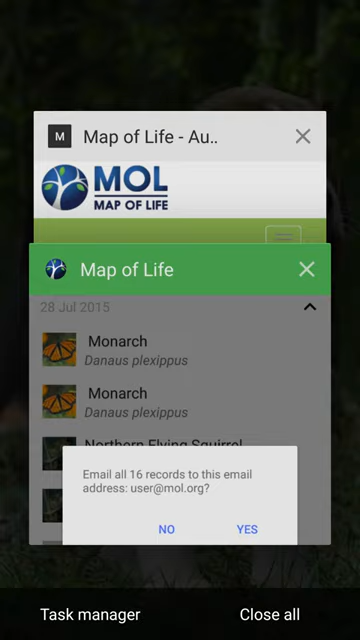 M Map of Life - Au..
MOL
MAP OF LIFE
Map of Life
28 Jul 2015
Monarch
Danaus plexippus
Monarch
Danaus plexippus
Northern Flying Squirrel
Email all 16 records to this email
address: user@mol.org?
NO YES
Task manager Close all